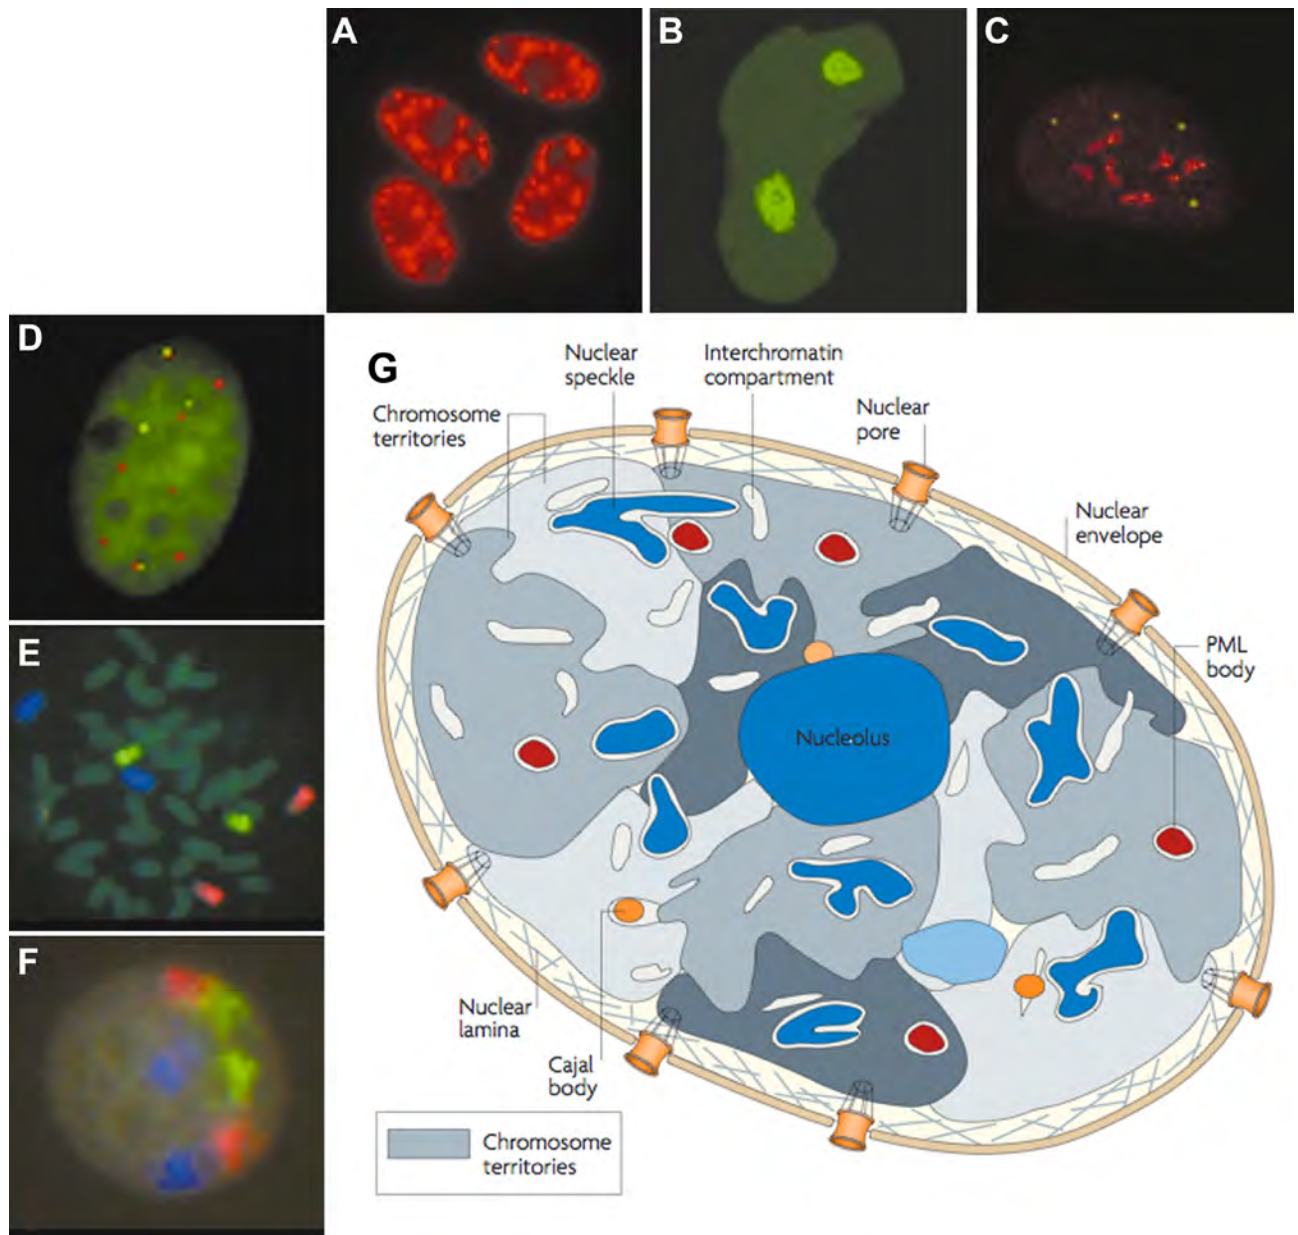 A
B
C
D
E
F
G
Nuclear
speckle
Interchromatin
compartment
Nuclear
pore
Chromosome
territories
Nuclear
envelope
PML
body
Nucleolus
Nuclear
lamina
Cajal
body
Chromosome
territories